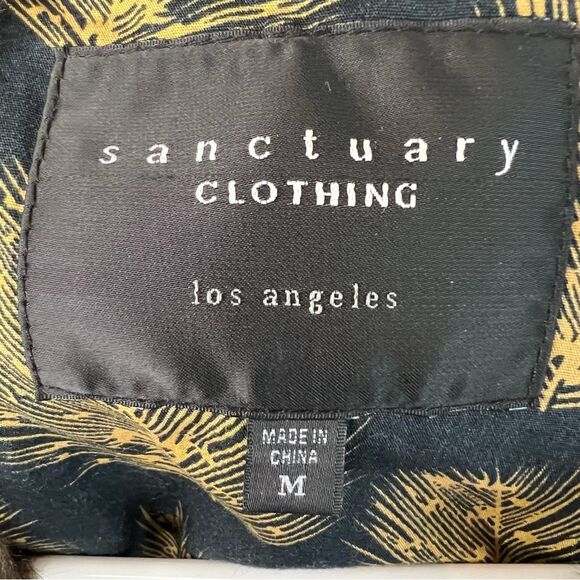 sanctuary
CLOTHING
los angeles
MADE IN
CHINA
M